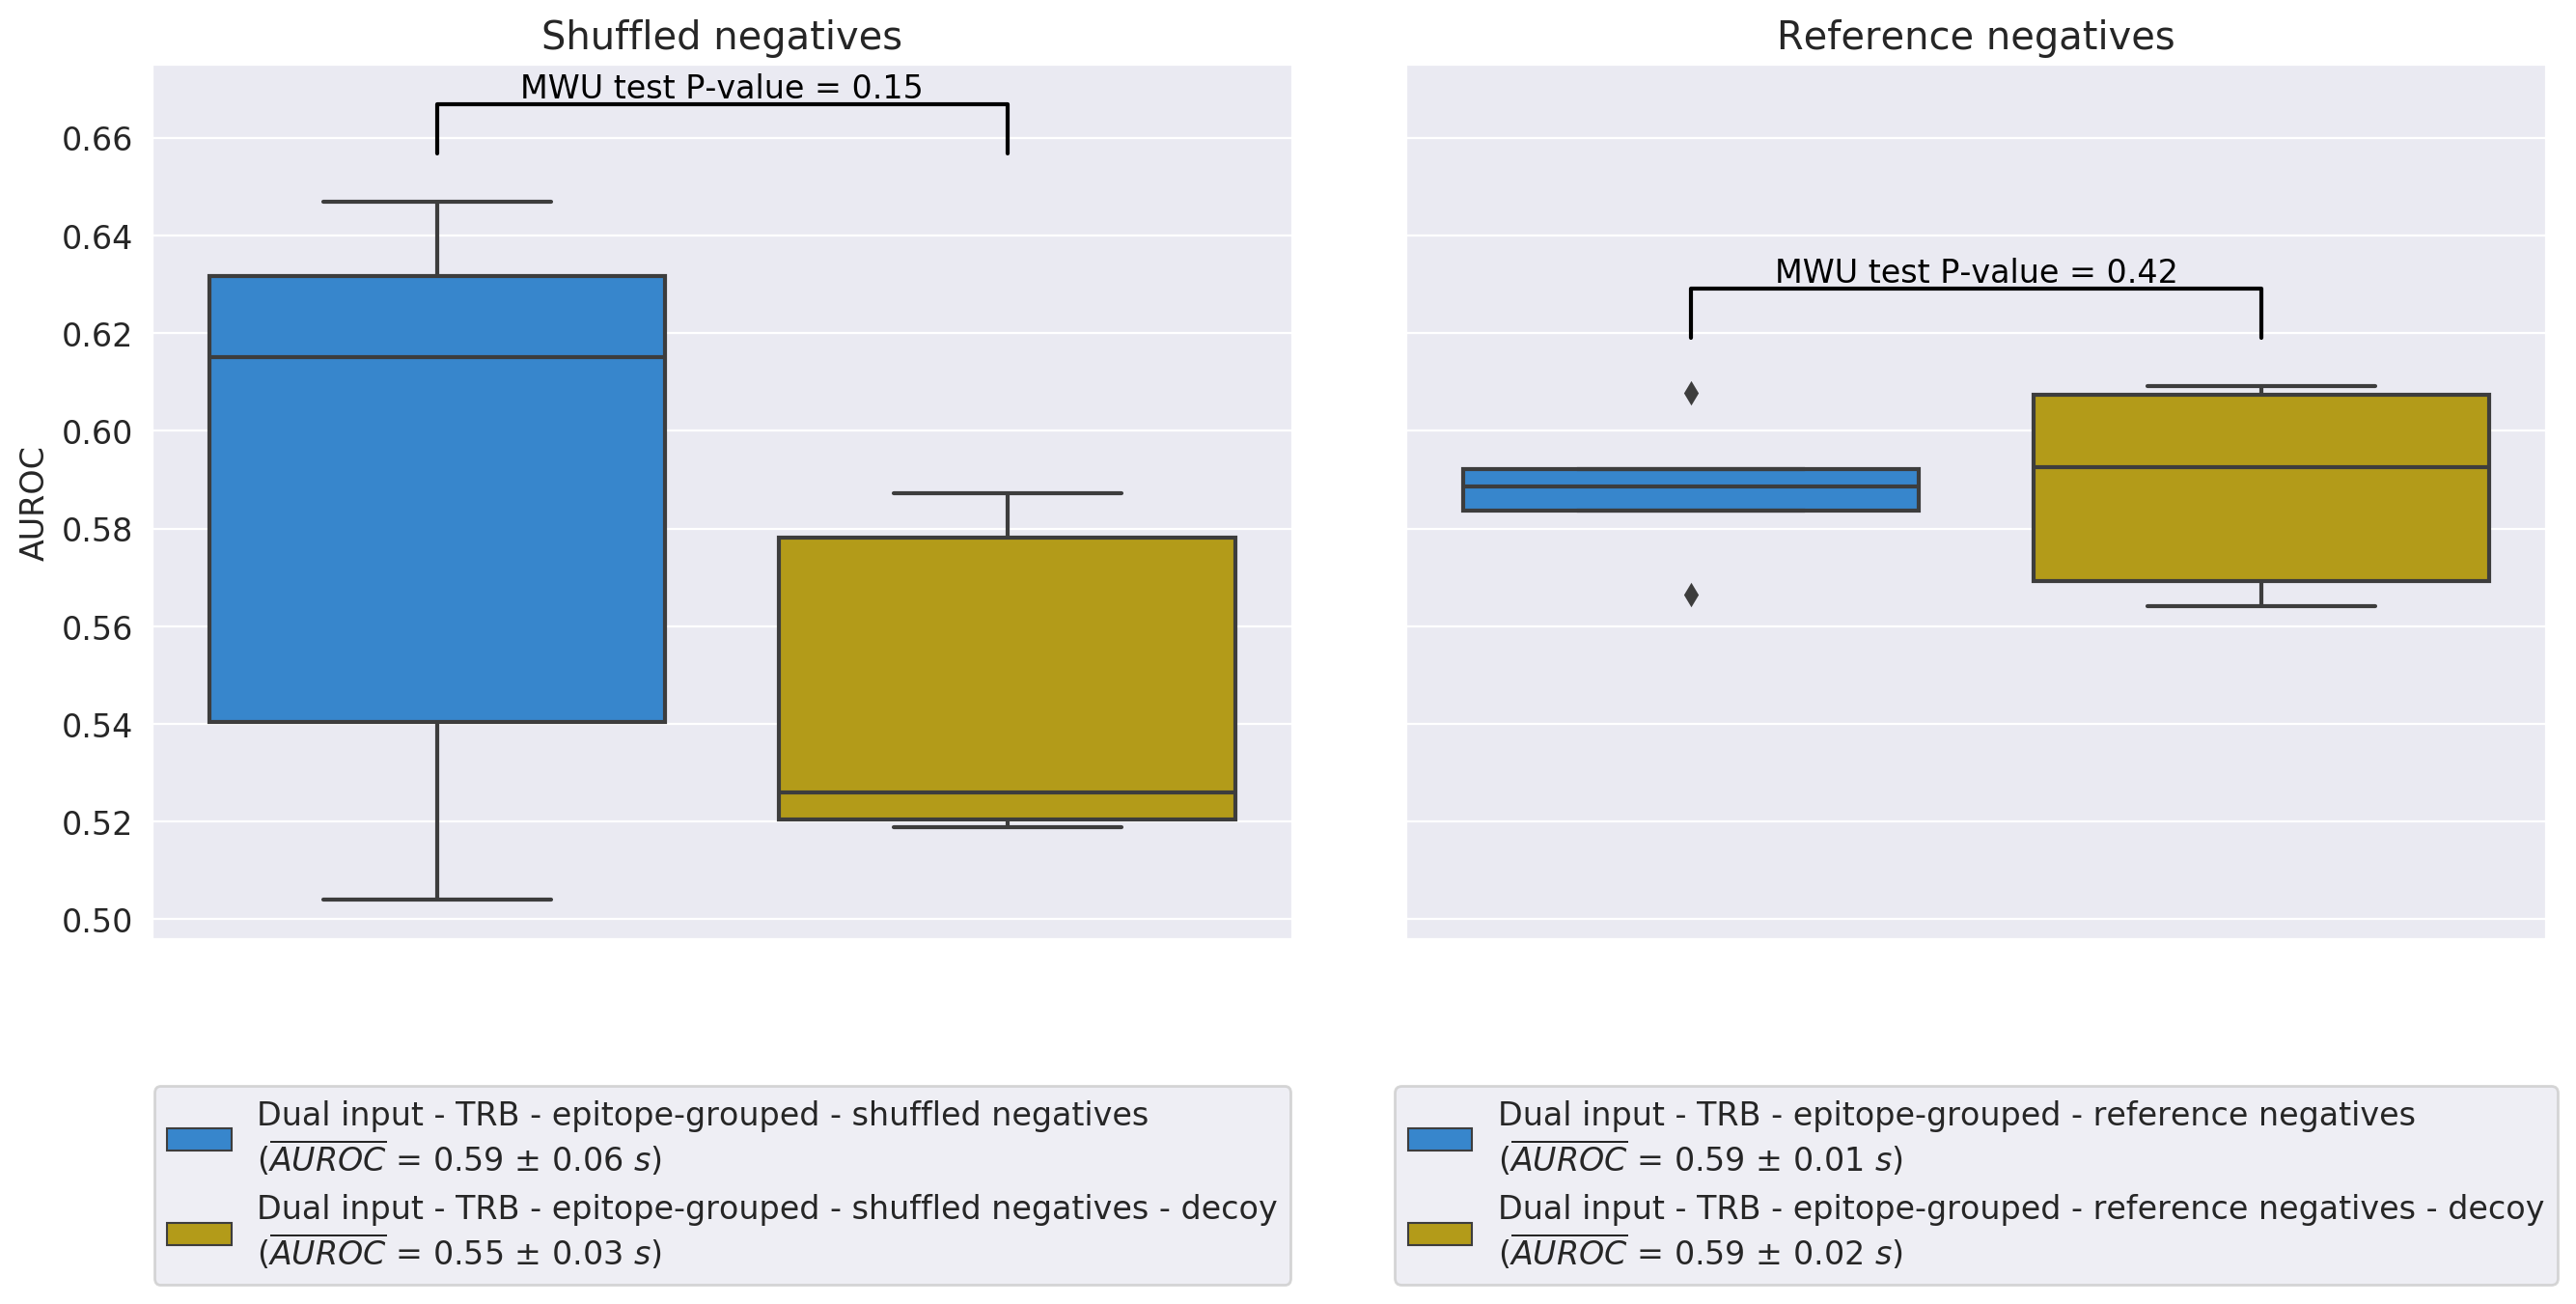 Shuffled negatives
MWU test P-value = 0.15
AUROC
0.66
0.64
0.62
0.60
0.58
0.56
0.54
0.52
0.50
Reference negatives
MWU test P-value = 0.42
Dual input - TRB - epitope-grouped - shuffled negatives
(A̅U̅R̅O̅C̅ = 0.59 ± 0.06 s)
Dual input - TRB - epitope-grouped - shuffled negatives - decoy
(A̅U̅R̅O̅C̅ = 0.55 ± 0.03 s)
Dual input - TRB - epitope-grouped - reference negatives
(A̅U̅R̅O̅C̅ = 0.59 ± 0.01 s)
Dual input - TRB - epitope-grouped - reference negatives - decoy
(A̅U̅R̅O̅C̅ = 0.59 ± 0.02 s)